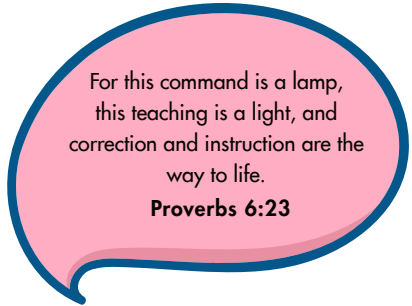 For this command is a lamp,
this teaching is a light, and
correction and instruction are the
way to life.
Proverbs 6:23